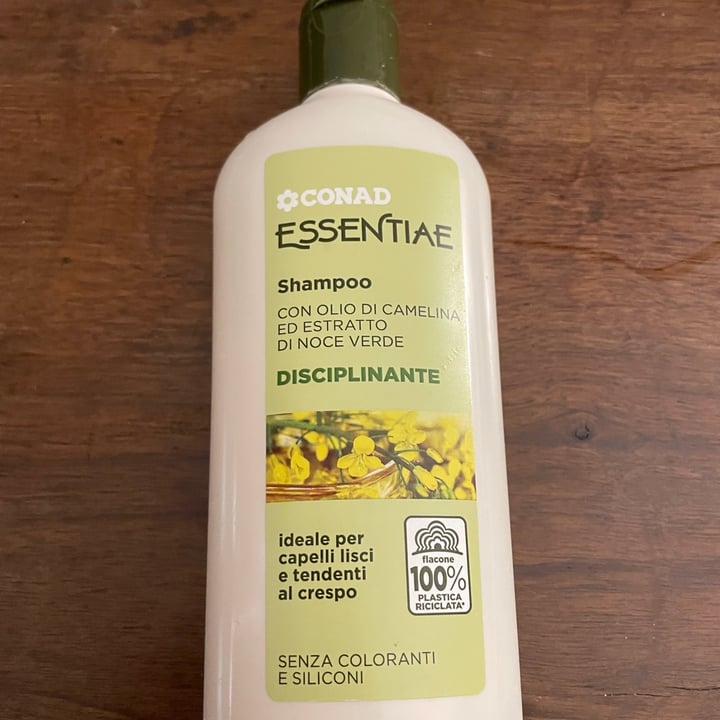 CONAD
ESSENTIAE
Shampoo
CON OLIO DI CAMELINA
ED ESTRATTO
DI NOCE VERDE
DISCIPLINANTE
ideale per
capelli lisci
e tendenti
al crespo
flacone
100%
PLASTICA
RICICLATA*
SENZA COLORANTI
E SILICONI